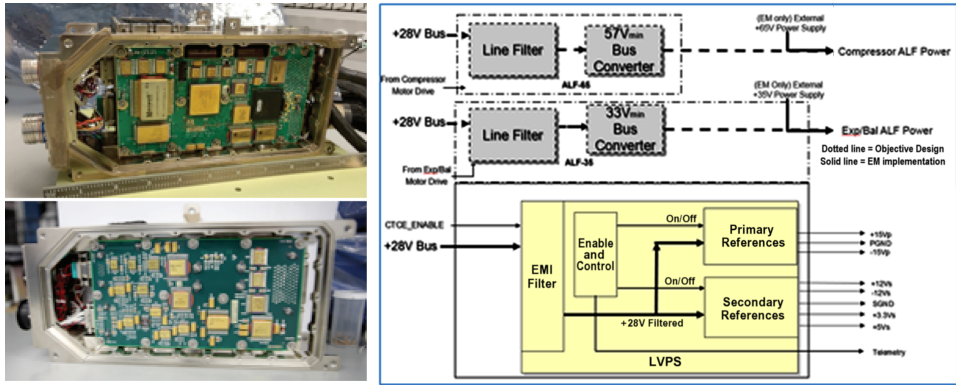 +28V Bus
Line Filter
57Vmin
Bus
Converter
(EM only) External
+65V Power Supply
Compressor ALF Power
From Compressor
Motor Drive
ALF-65
+28V Bus
Line Filter
33Vmin
Bus
Converter
(EM Only) External
+35V Power Supply
Exp/Bal ALF Power
ALF-35
From Exp/Bal
Motor Drive
Dotted line = Objective Design
Solid line = EM implementation
CTCE_ENABLE
+28V Bus
EMI
Filter
Enable
and
Control
On/Off
Primary
References
+15Vp
PGND
-15Vp
On/Off
Secondary
References
+12Vs
-12Vs
SGND
+3.3Vs
+5Vs
+28V Filtered
LVPS
Telemetry